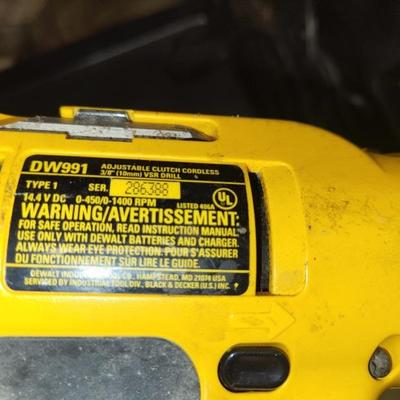 DW991 ADJUSTABLE CLUTCH CORDLESS
3/8" (10mm) VSR DRILL
TYPE 1 SER. 286388
14.4 V DC 0-450/0-1400 RPM LISTED 406A
UL
WARNING/AVERTISSEMENT:
FOR SAFE OPERATION, READ INSTRUCTION MANUAL.
USE ONLY WITH DEWALT BATTERIES AND CHARGER.
ALWAYS WEAR EYE PROTECTION. POUR S'ASSURER
DU FONCTIONNEMENT SUR LIRE LE GUIDE.
DEWALT INDUSTRIAL TOOL CO., HAMPSTEAD, MD 21074 USA
SERVICED BY INDUSTRIAL TOOL DIV., BLACK & DECKER (U.S.) INC.